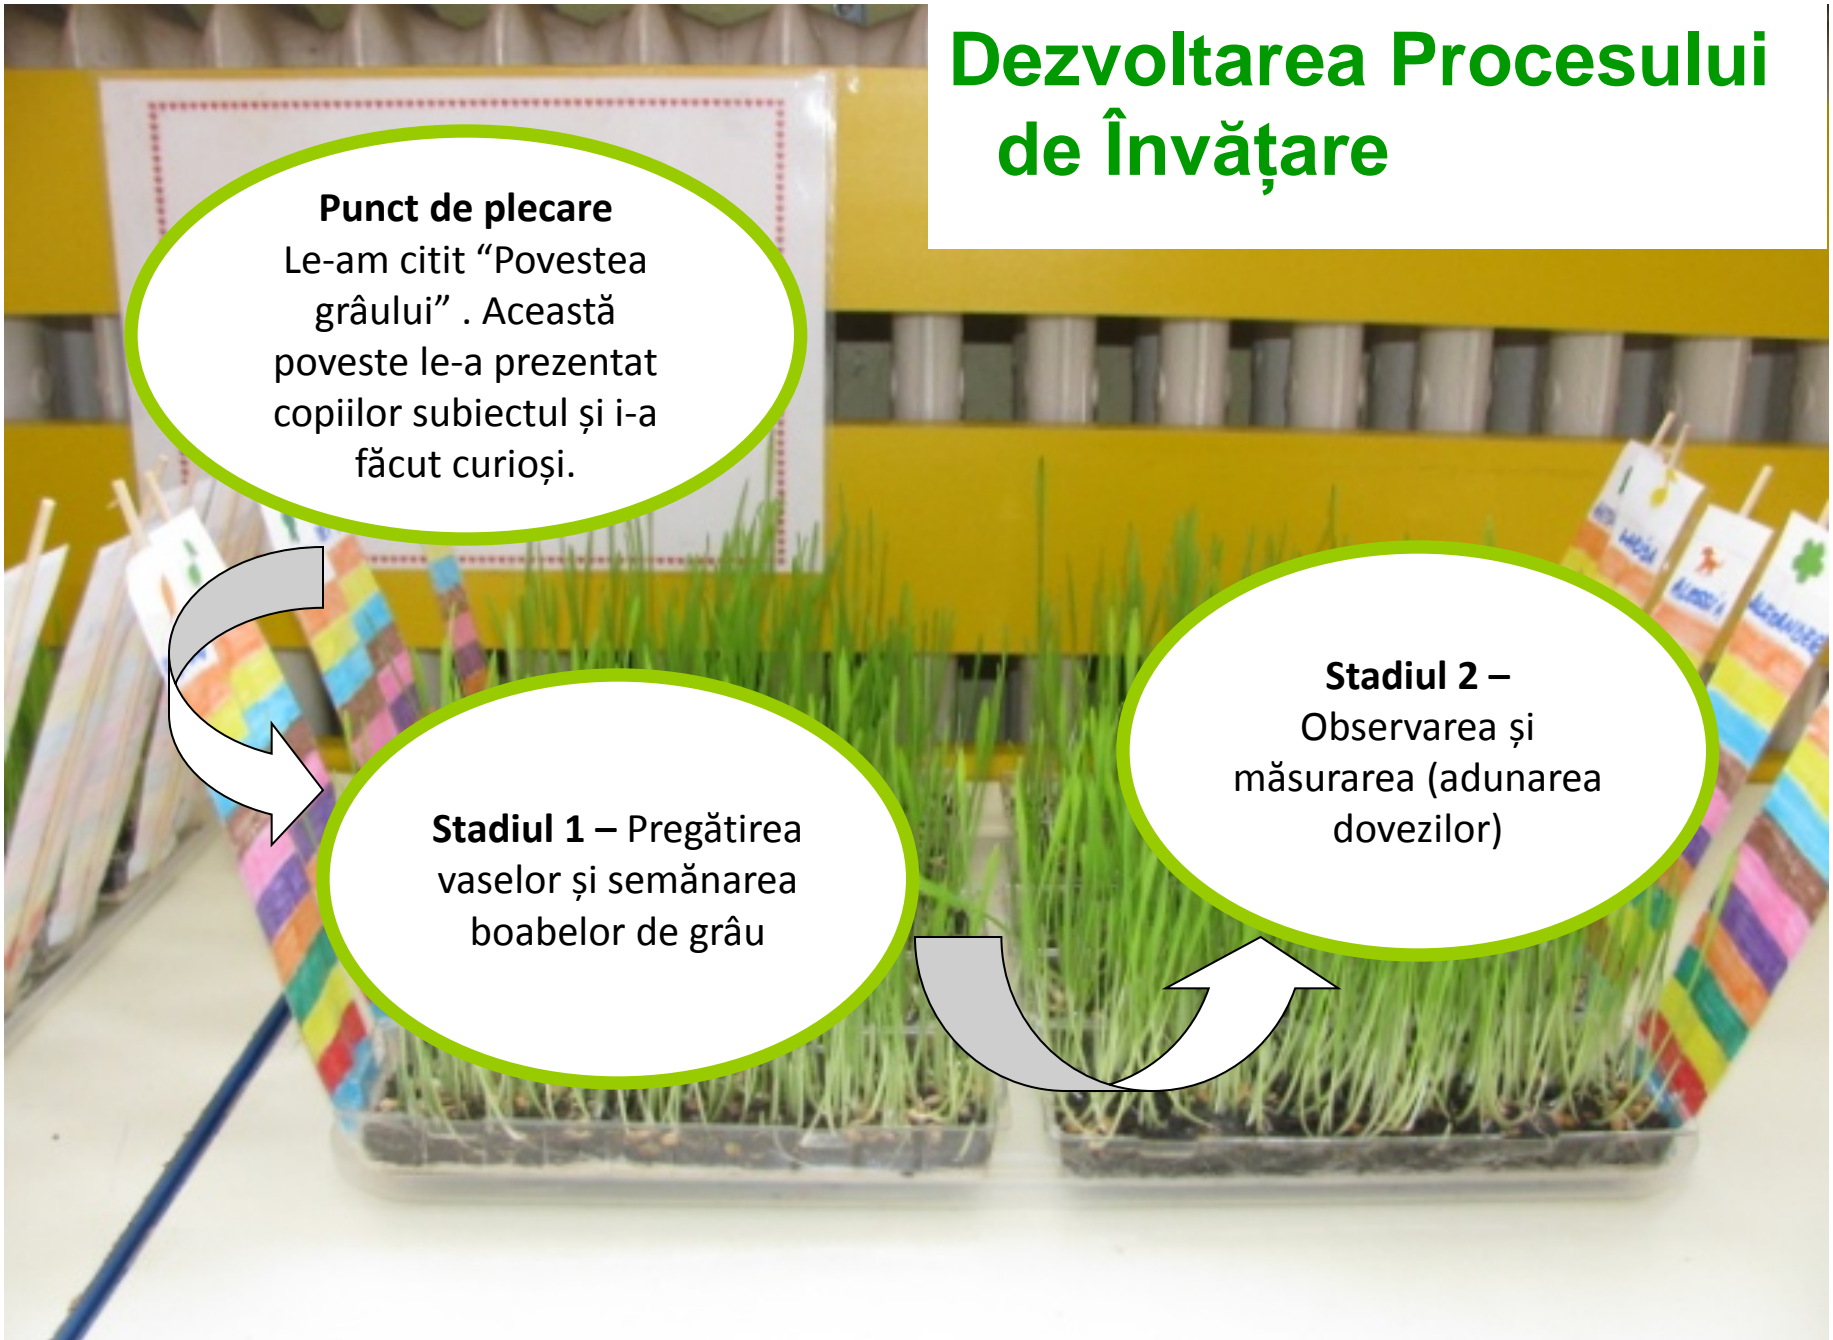 Dezvoltarea Procesului
de Învățare
Punct de plecare
Le-am citit “Povestea
grâului” . Această
poveste le-a prezentat
copiilor subiectul și i-a
făcut curioși.
Stadiul 1 – Pregătirea
vaselor și semănarea
boabelor de grâu
Stadiul 2 –
Observarea și
măsurarea (adunarea
dovezilor)